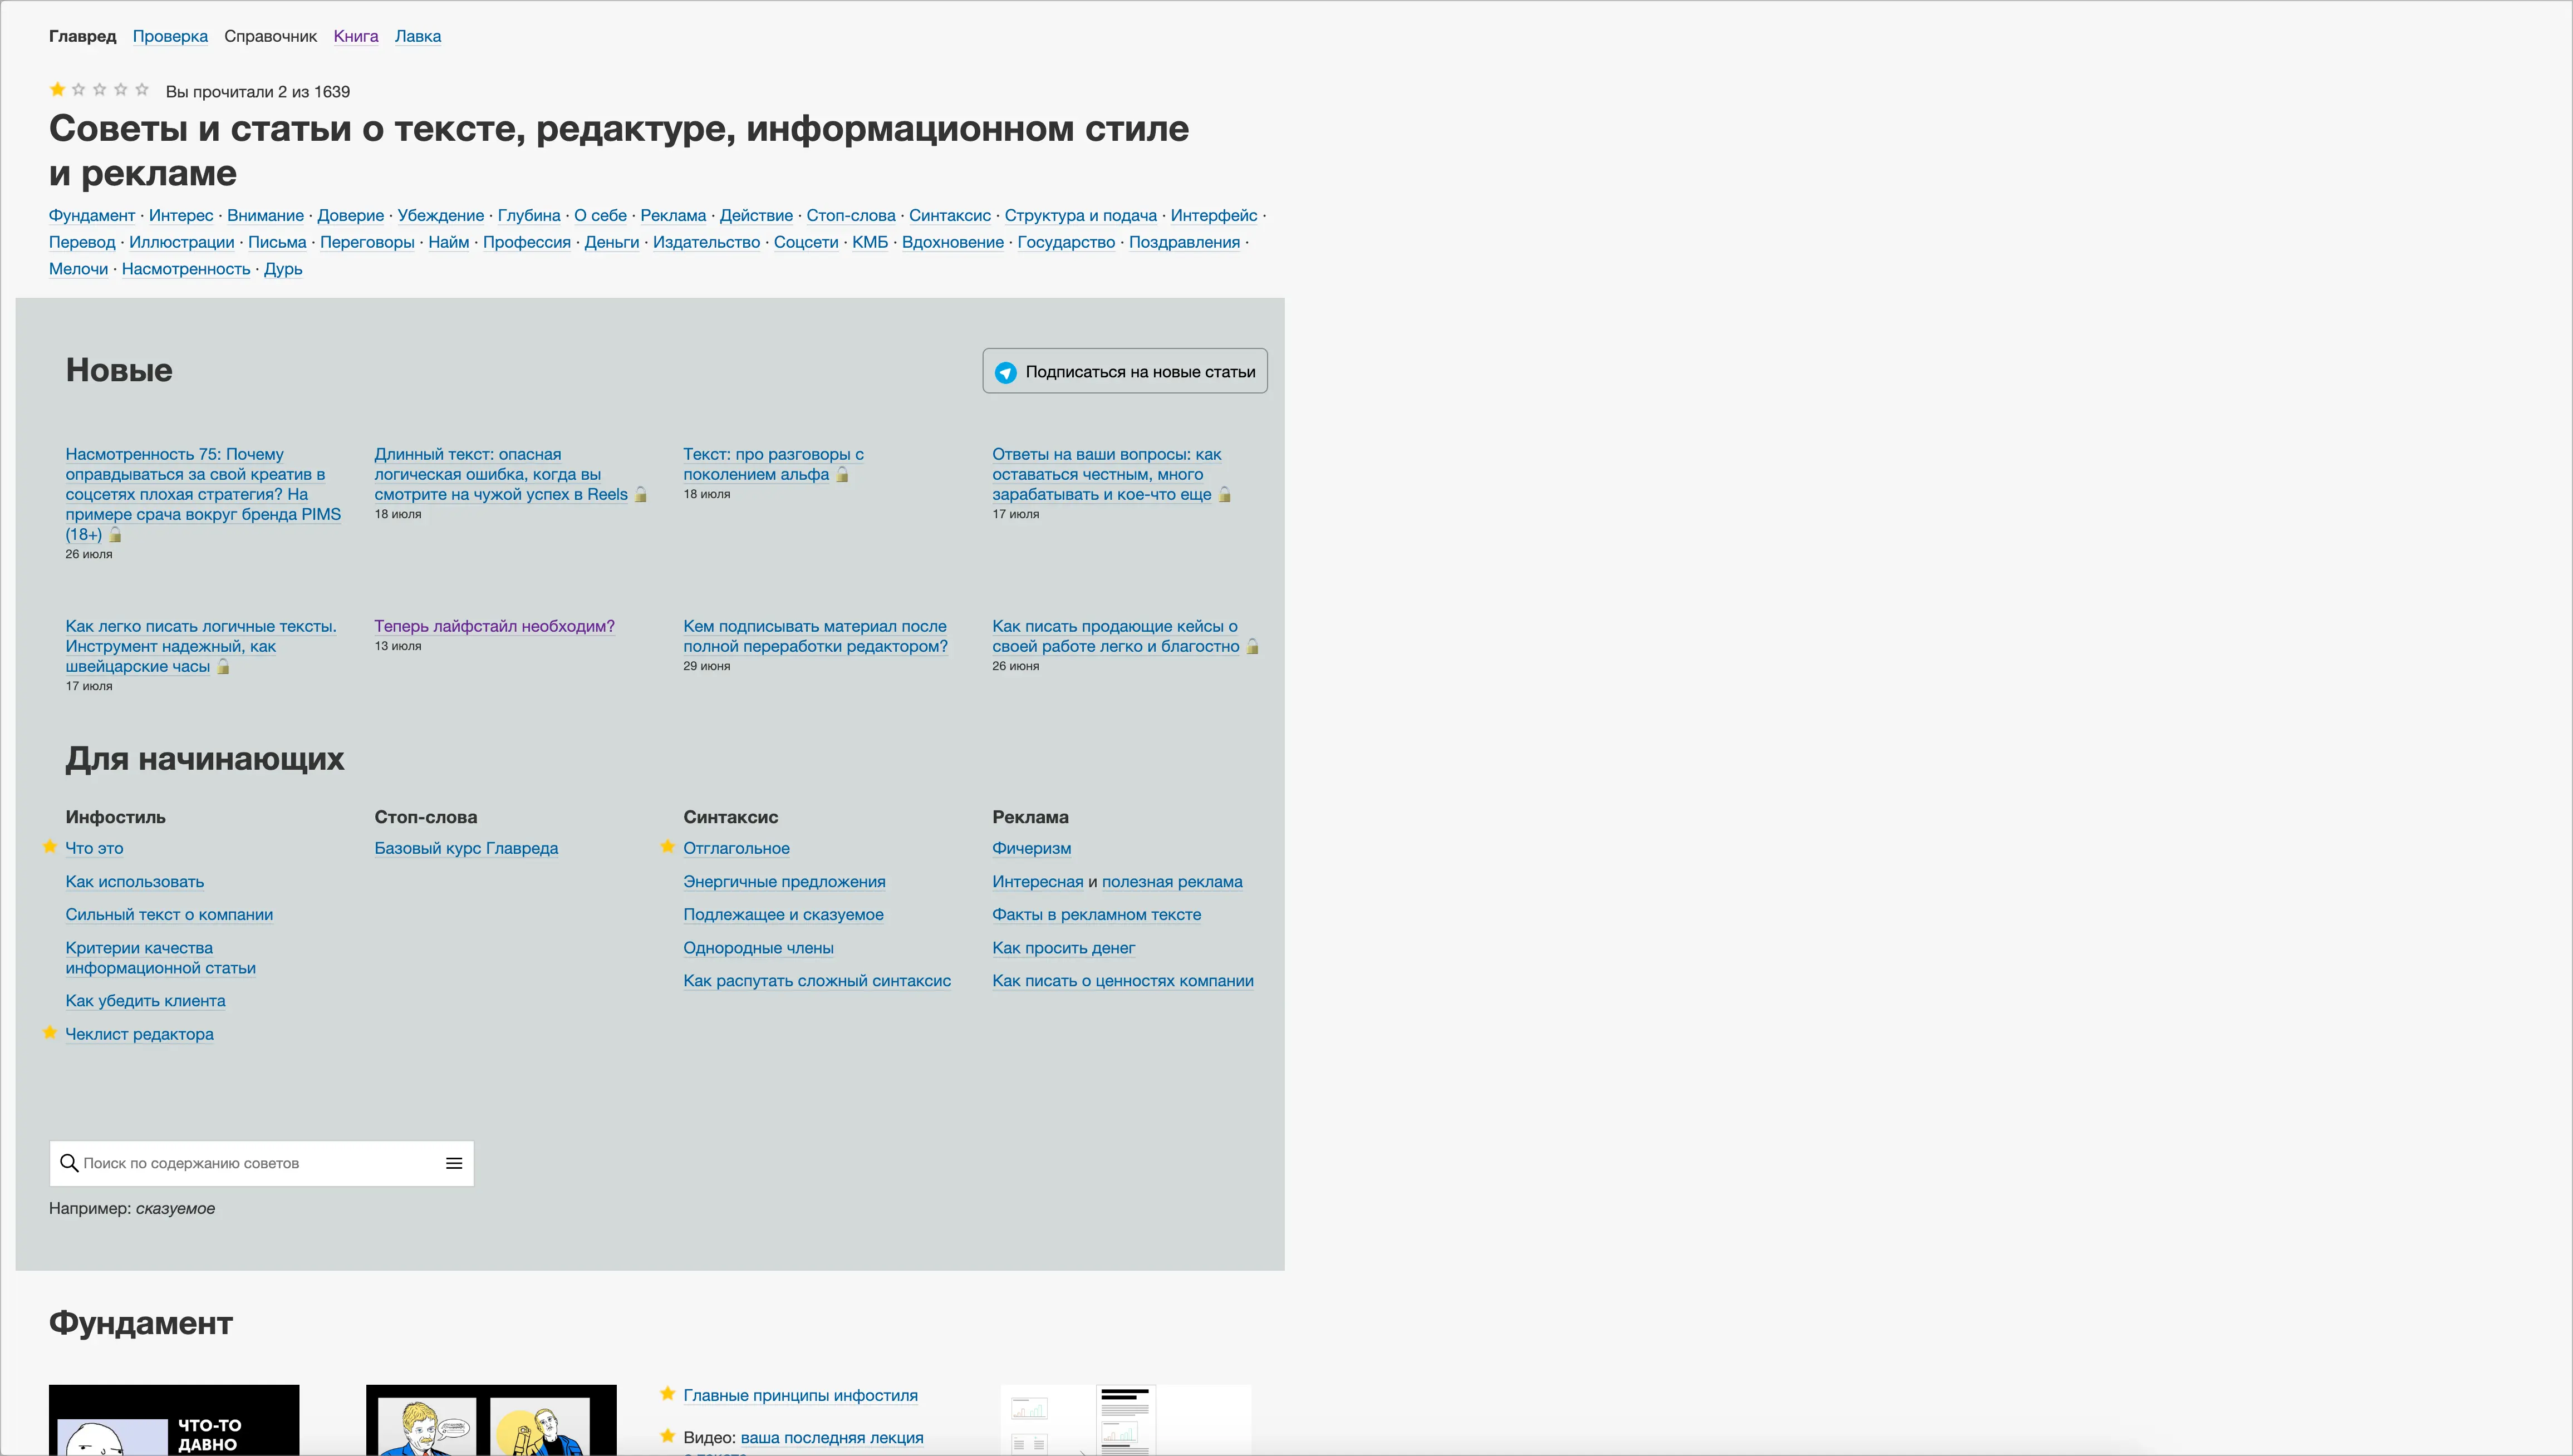 Главред Проверка Справочник Книга Лавка
Вы прочитали 2 из 1639
Советы и статьи о тексте, редактуре, информационном стиле
и рекламе
Фундамент · Интерес · Внимание · Доверие · Убеждение · Глубина · О себе · Реклама · Действие · Стоп-слова · Синтаксис · Структура и подача · Интерфейс ·
Перевод · Иллюстрации · Письма · Переговоры · Найм · Профессия · Деньги · Издательство · Соцсети · КМБ · Вдохновение · Государство · Поздравления ·
Мелочи · Насмотренность · Дурь
Новые
Подписаться на новые статьи
Насмотренность 75: Почему
оправдываться за свой креатив в
соцсетях плохая стратегия? На
примере срача вокруг бренда PIMS
(18+)
26 июля
Длинный текст: опасная
логическая ошибка, когда вы
смотрите на чужой успех в Reels
18 июля
Текст: про разговоры с
поколением альфа
18 июля
Ответы на ваши вопросы: как
оставаться честным, много
зарабатывать и кое-что еще
17 июля
Как легко писать логичные тексты.
Инструмент надежный, как
швейцарские часы
17 июля
Теперь лайфстайл необходим?
13 июля
Кем подписывать материал после
полной переработки редактором?
29 июня
Как писать продающие кейсы о
своей работе легко и благостно
26 июня
Для начинающих
Инфостиль
Что это
Как использовать
Сильный текст о компании
Критерии качества
информационной статьи
Как убедить клиента
Чеклист редактора
Стоп-слова
Базовый курс Главреда
Синтаксис
Отглагольное
Энергичные предложения
Подлежащее и сказуемое
Однородные члены
Как распутать сложный синтаксис
Реклама
Фичеризм
Интересная и полезная реклама
Факты в рекламном тексте
Как просить денег
Как писать о ценностях компании
Поиск по содержанию советов
Например: сказуемое
Фундамент
ЧТО-ТО
ДАВНО
Главные принципы инфостиля
Видео: ваша последняя лекция